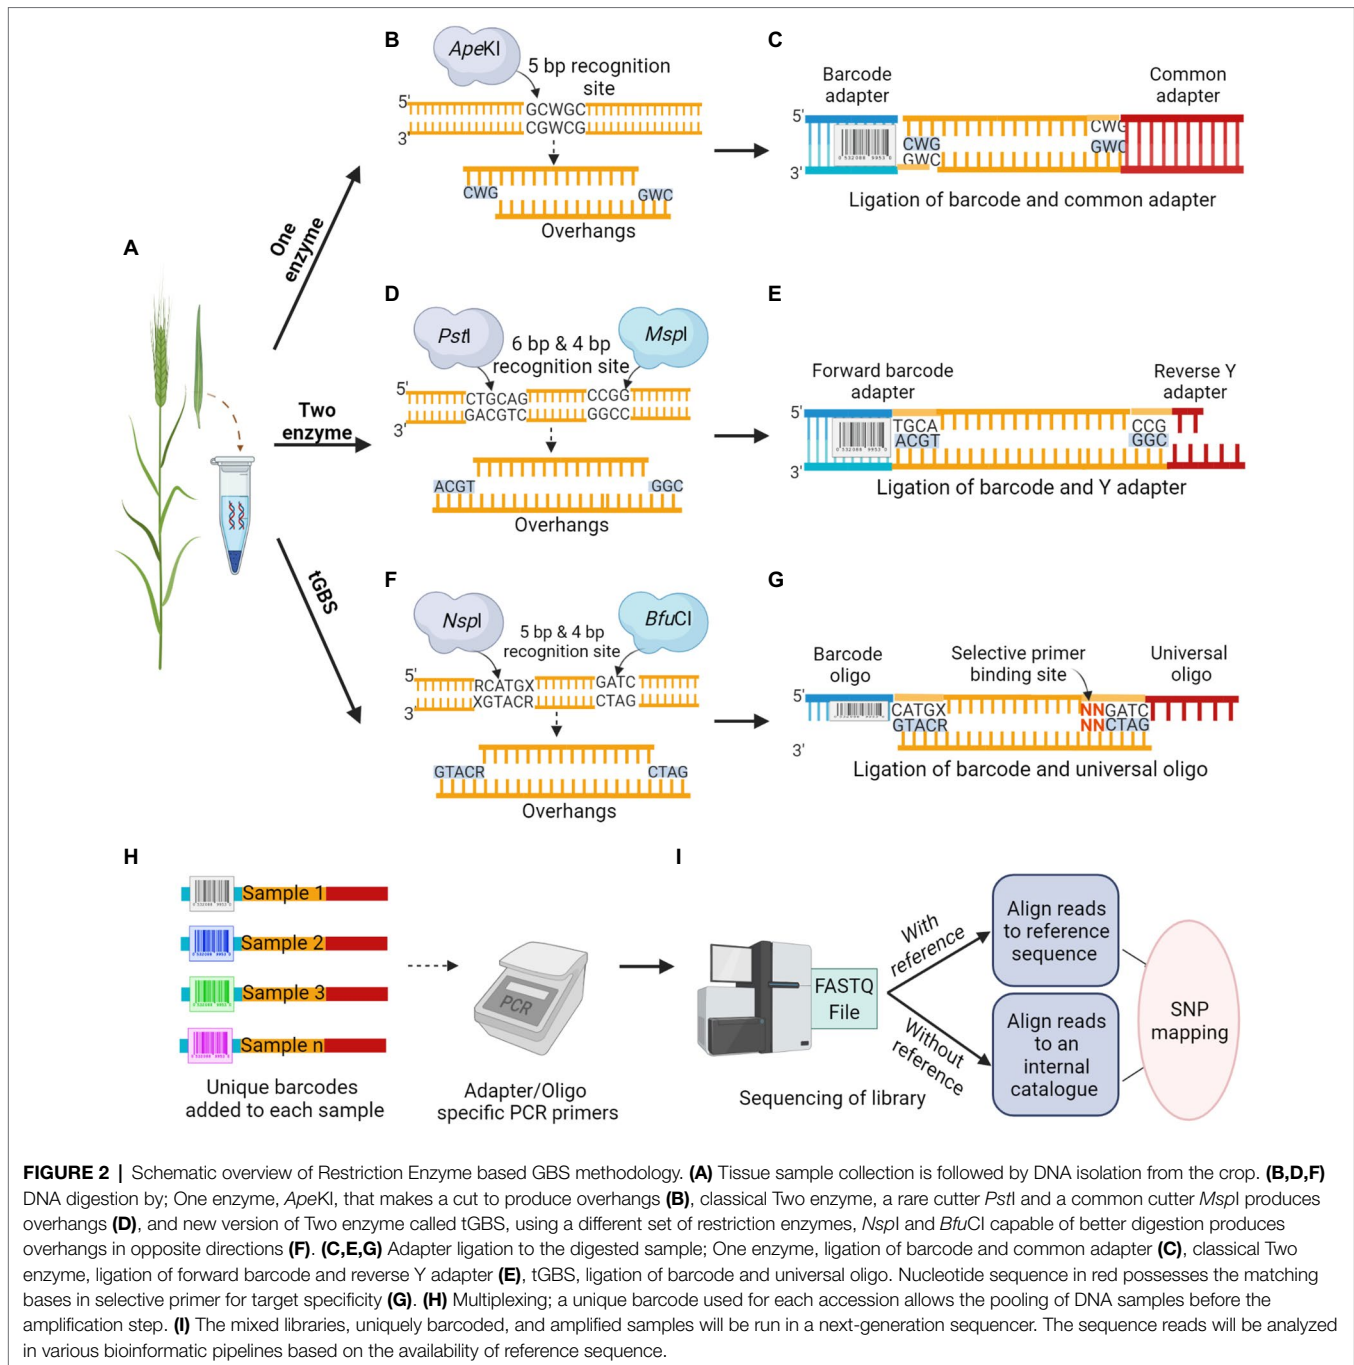 A
One
enzyme
Two
enzyme
tGBS
B
ApeKI
5 bp recognition
site
5'
GCWGC
CGWCG
3'
CWG
GWC
Overhangs
C
Barcode
adapter
Common
adapter
5'
CWG
GWC
CWG
GWC
3'
Ligation of barcode and common adapter
D
PstI
MspI
6 bp & 4 bp
recognition site
5'
CTGCAG
GACGTC
CCGG
GGCC
3'
ACGT
GGC
Overhangs
E
Forward barcode
adapter
Reverse Y
adapter
5'
TGCA
ACGT
CCG
GGC
3'
Ligation of barcode and Y adapter
F
NspI
BfuCI
5 bp & 4 bp
recognition site
5'
RCATGX
XGTACR
GATC
CTAG
3'
GTACR
CTAG
Overhangs
G
Barcode
oligo
Selective primer
binding site
Universal
oligo
5'
CATGX
GTACR
NNGATC
NNCTAG
3'
Ligation of barcode and universal oligo
H
Sample 1
Sample 2
Sample 3
Sample n
Unique barcodes
added to each sample
PCR
Adapter/Oligo
specific PCR primers
I
FASTQ
File
Sequencing of library
With
reference
Without
reference
Align reads
to reference
sequence
Align reads
to an
internal
catalogue
SNP
mapping
FIGURE 2 | Schematic overview of Restriction Enzyme based GBS methodology. (A) Tissue sample collection is followed by DNA isolation from the crop. (B,D,F)
DNA digestion by; One enzyme, ApeKI, that makes a cut to produce overhangs (B), classical Two enzyme, a rare cutter PstI and a common cutter MspI produces
overhangs (D), and new version of Two enzyme called tGBS, using a different set of restriction enzymes, NspI and BfuCI capable of better digestion produces
overhangs in opposite directions (F). (C,E,G) Adapter ligation to the digested sample; One enzyme, ligation of barcode and common adapter (C), classical Two
enzyme, ligation of forward barcode and reverse Y adapter (E), tGBS, ligation of barcode and universal oligo. Nucleotide sequence in red possesses the matching
bases in selective primer for target specificity (G). (H) Multiplexing; a unique barcode used for each accession allows the pooling of DNA samples before the
amplification step. (I) The mixed libraries, uniquely barcoded, and amplified samples will be run in a next-generation sequencer. The sequence reads will be analyzed
in various bioinformatic pipelines based on the availability of reference sequence.